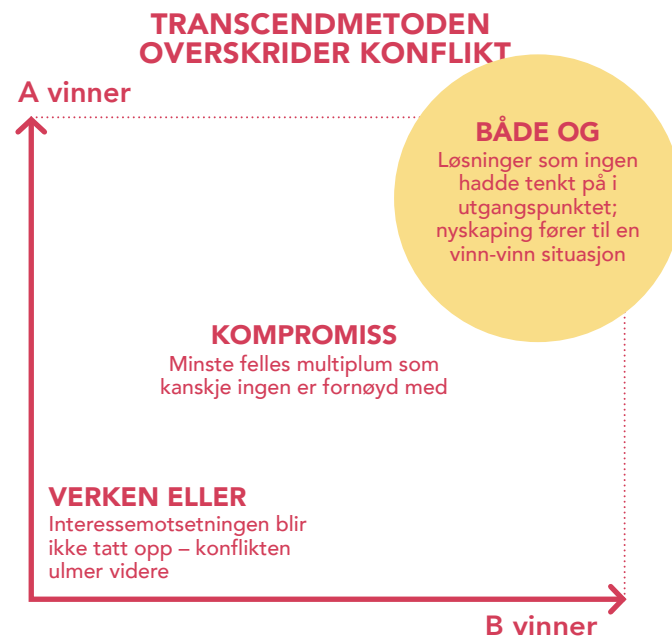 TRANSCENDMETODEN
OVERSKRIDER KONFLIKT
A vinner
BÅDE OG
Løsninger som ingen
hadde tenkt på i
utgangspunktet;
nyskaping fører til en
vinn-vinn situasjon
KOMPROMISS
Minste felles multiplum som
kanskje ingen er fornøyd med
VERKEN ELLER
Interessemotsetningen blir
ikke tatt opp – konflikten
ulmer videre
B vinner